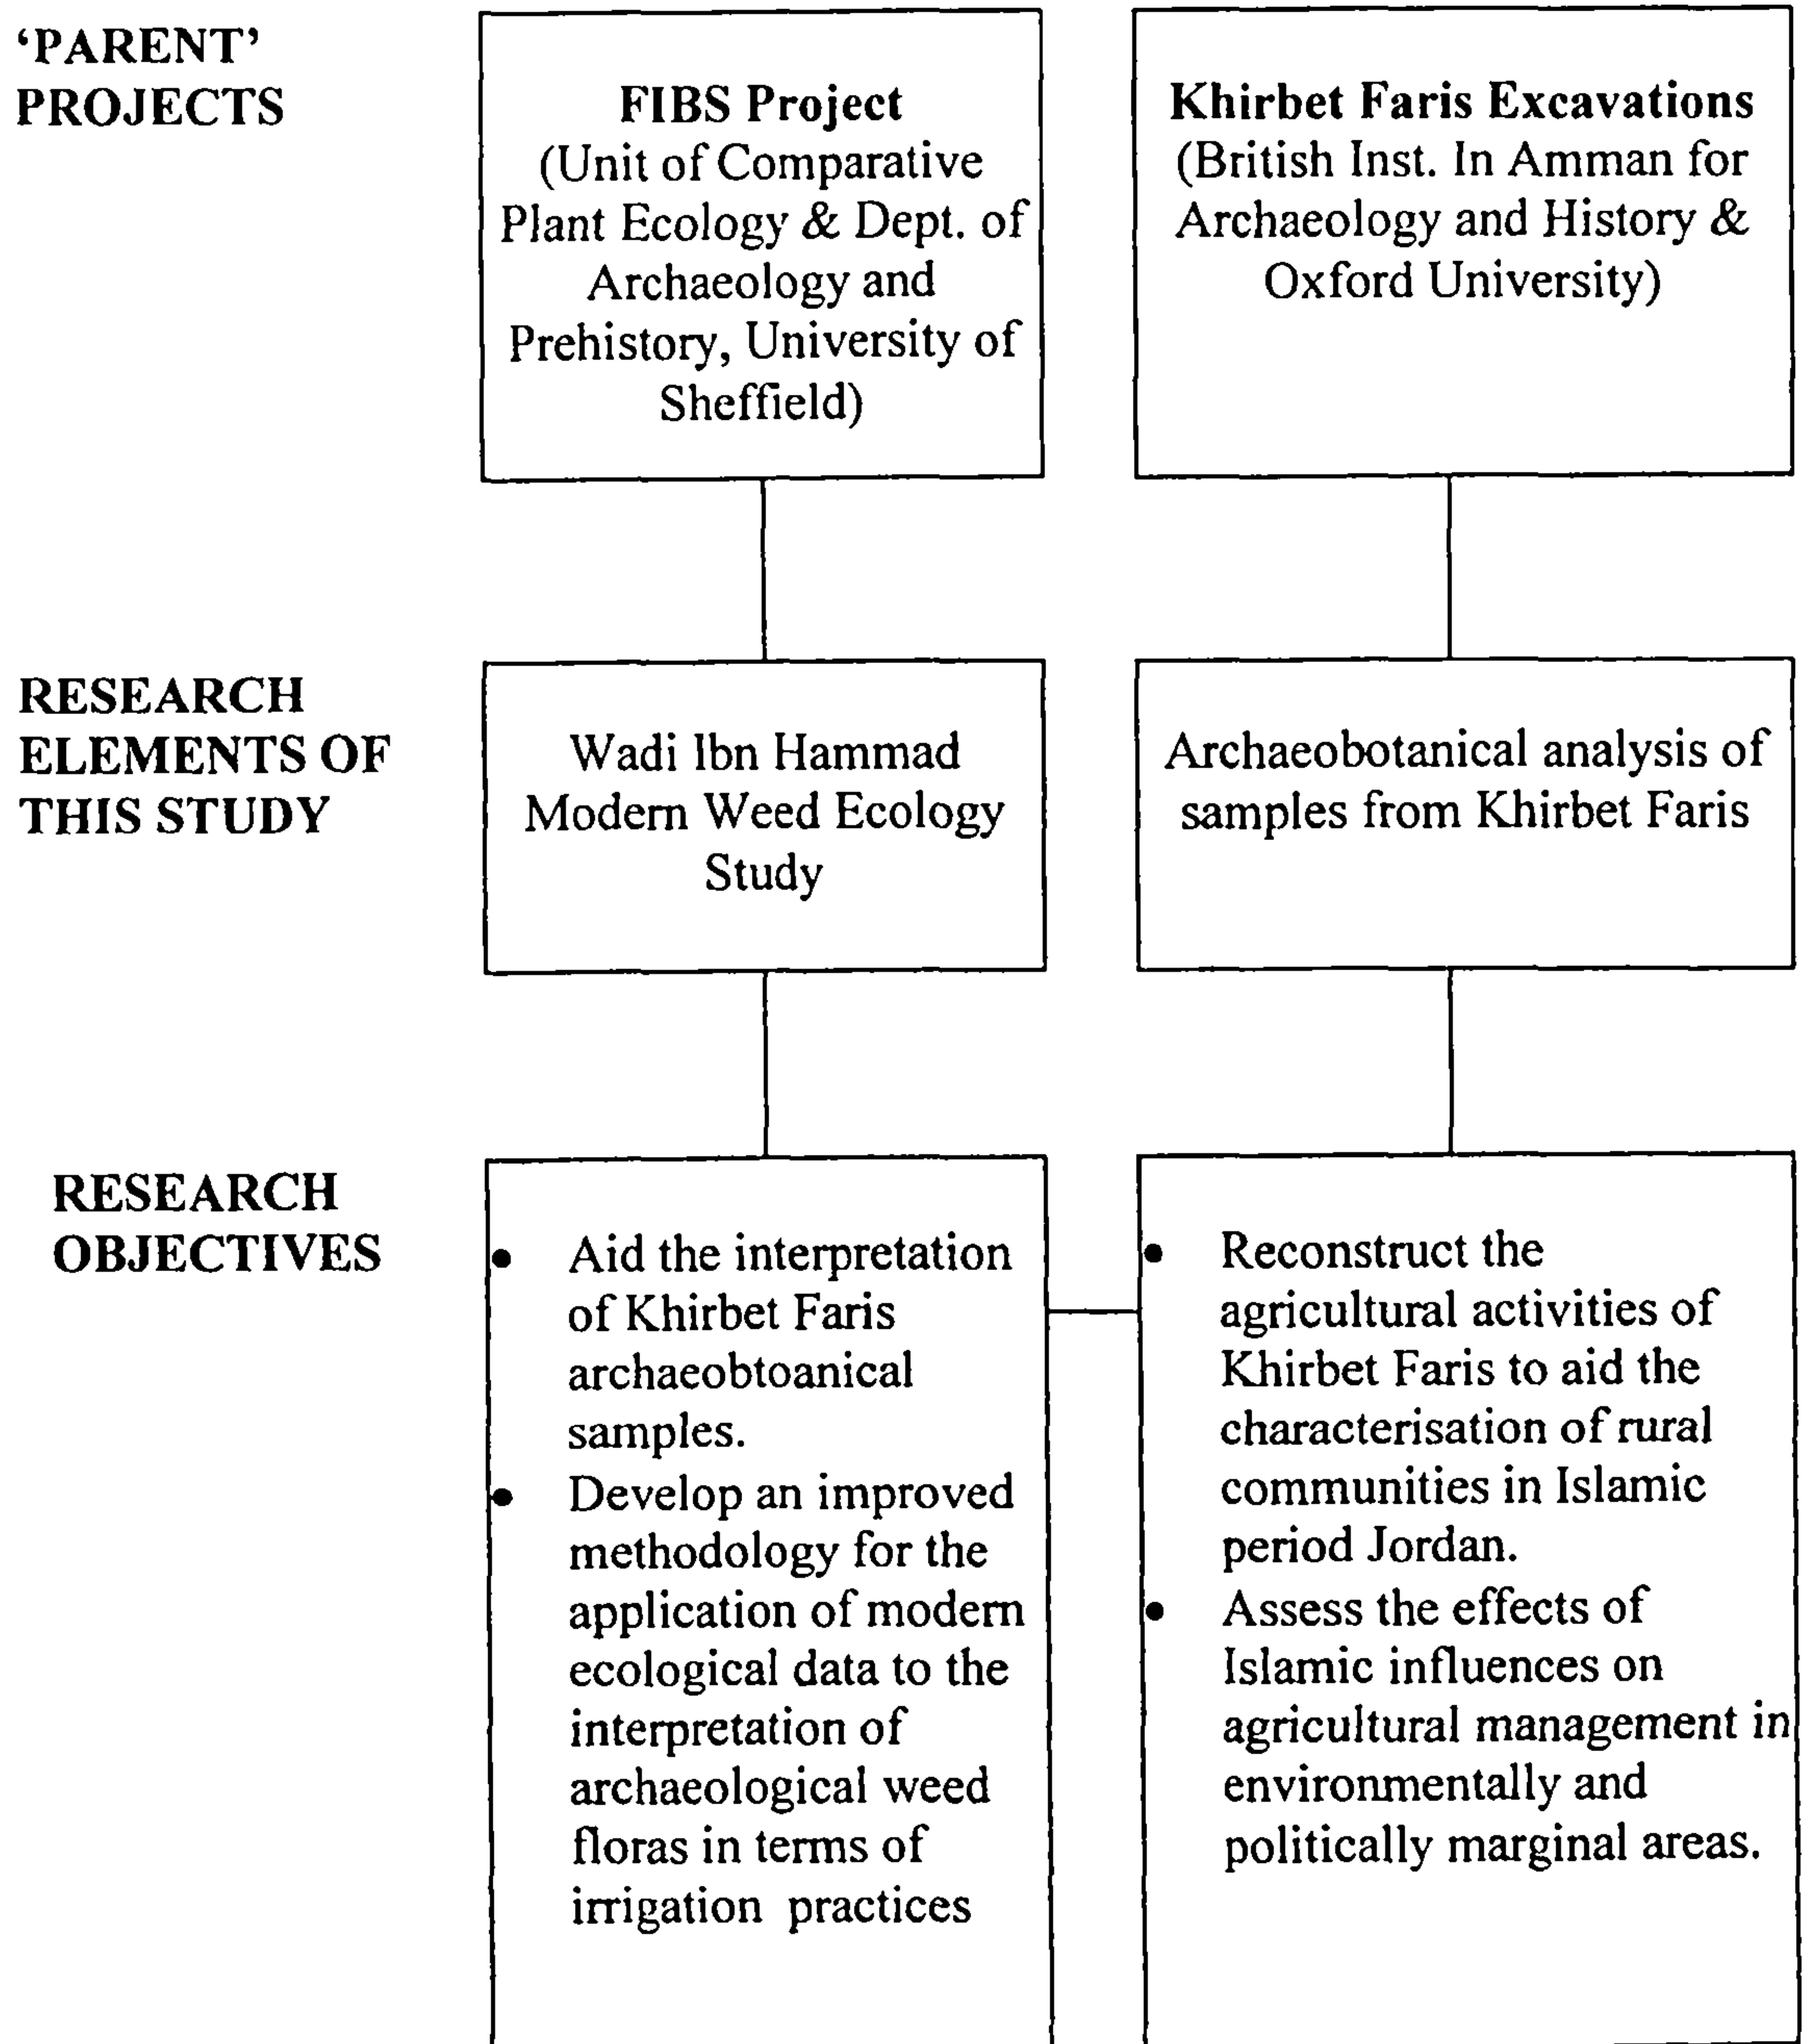 ‘PARENT’
PROJECTS
FIBS Project
(Unit of Comparative
Plant Ecology & Dept. of
Archaeology and
Prehistory, University of
Sheffield)
Khirbet Faris Excavations
(British Inst. In Amman for
Archaeology and History &
Oxford University)
RESEARCH
ELEMENTS OF
THIS STUDY
Wadi Ibn Hammad
Modern Weed Ecology
Study
Archaeobotanical analysis of
samples from Khirbet Faris
RESEARCH
OBJECTIVES
• Aid the interpretation
of Khirbet Faris
archaeobtoanical
samples.
• Develop an improved
methodology for the
application of modern
ecological data to the
interpretation of
archaeological weed
floras in terms of
irrigation practices
• Reconstruct the
agricultural activities of
Khirbet Faris to aid the
characterisation of rural
communities in Islamic
period Jordan.
• Assess the effects of
Islamic influences on
agricultural management in
environmentally and
politically marginal areas.